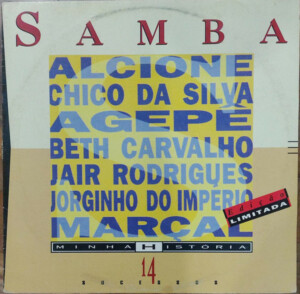 SAMBA
ALCIONE
CHICO DA SILVA
AGEPÊ
BETH CARVALHO
JAIR RODRIGUES
JORGINHO DO IMPÉRIO
MARÇAL
Edição
LIMITADA
MINHA HISTÓRIA
14
SUCESSOS